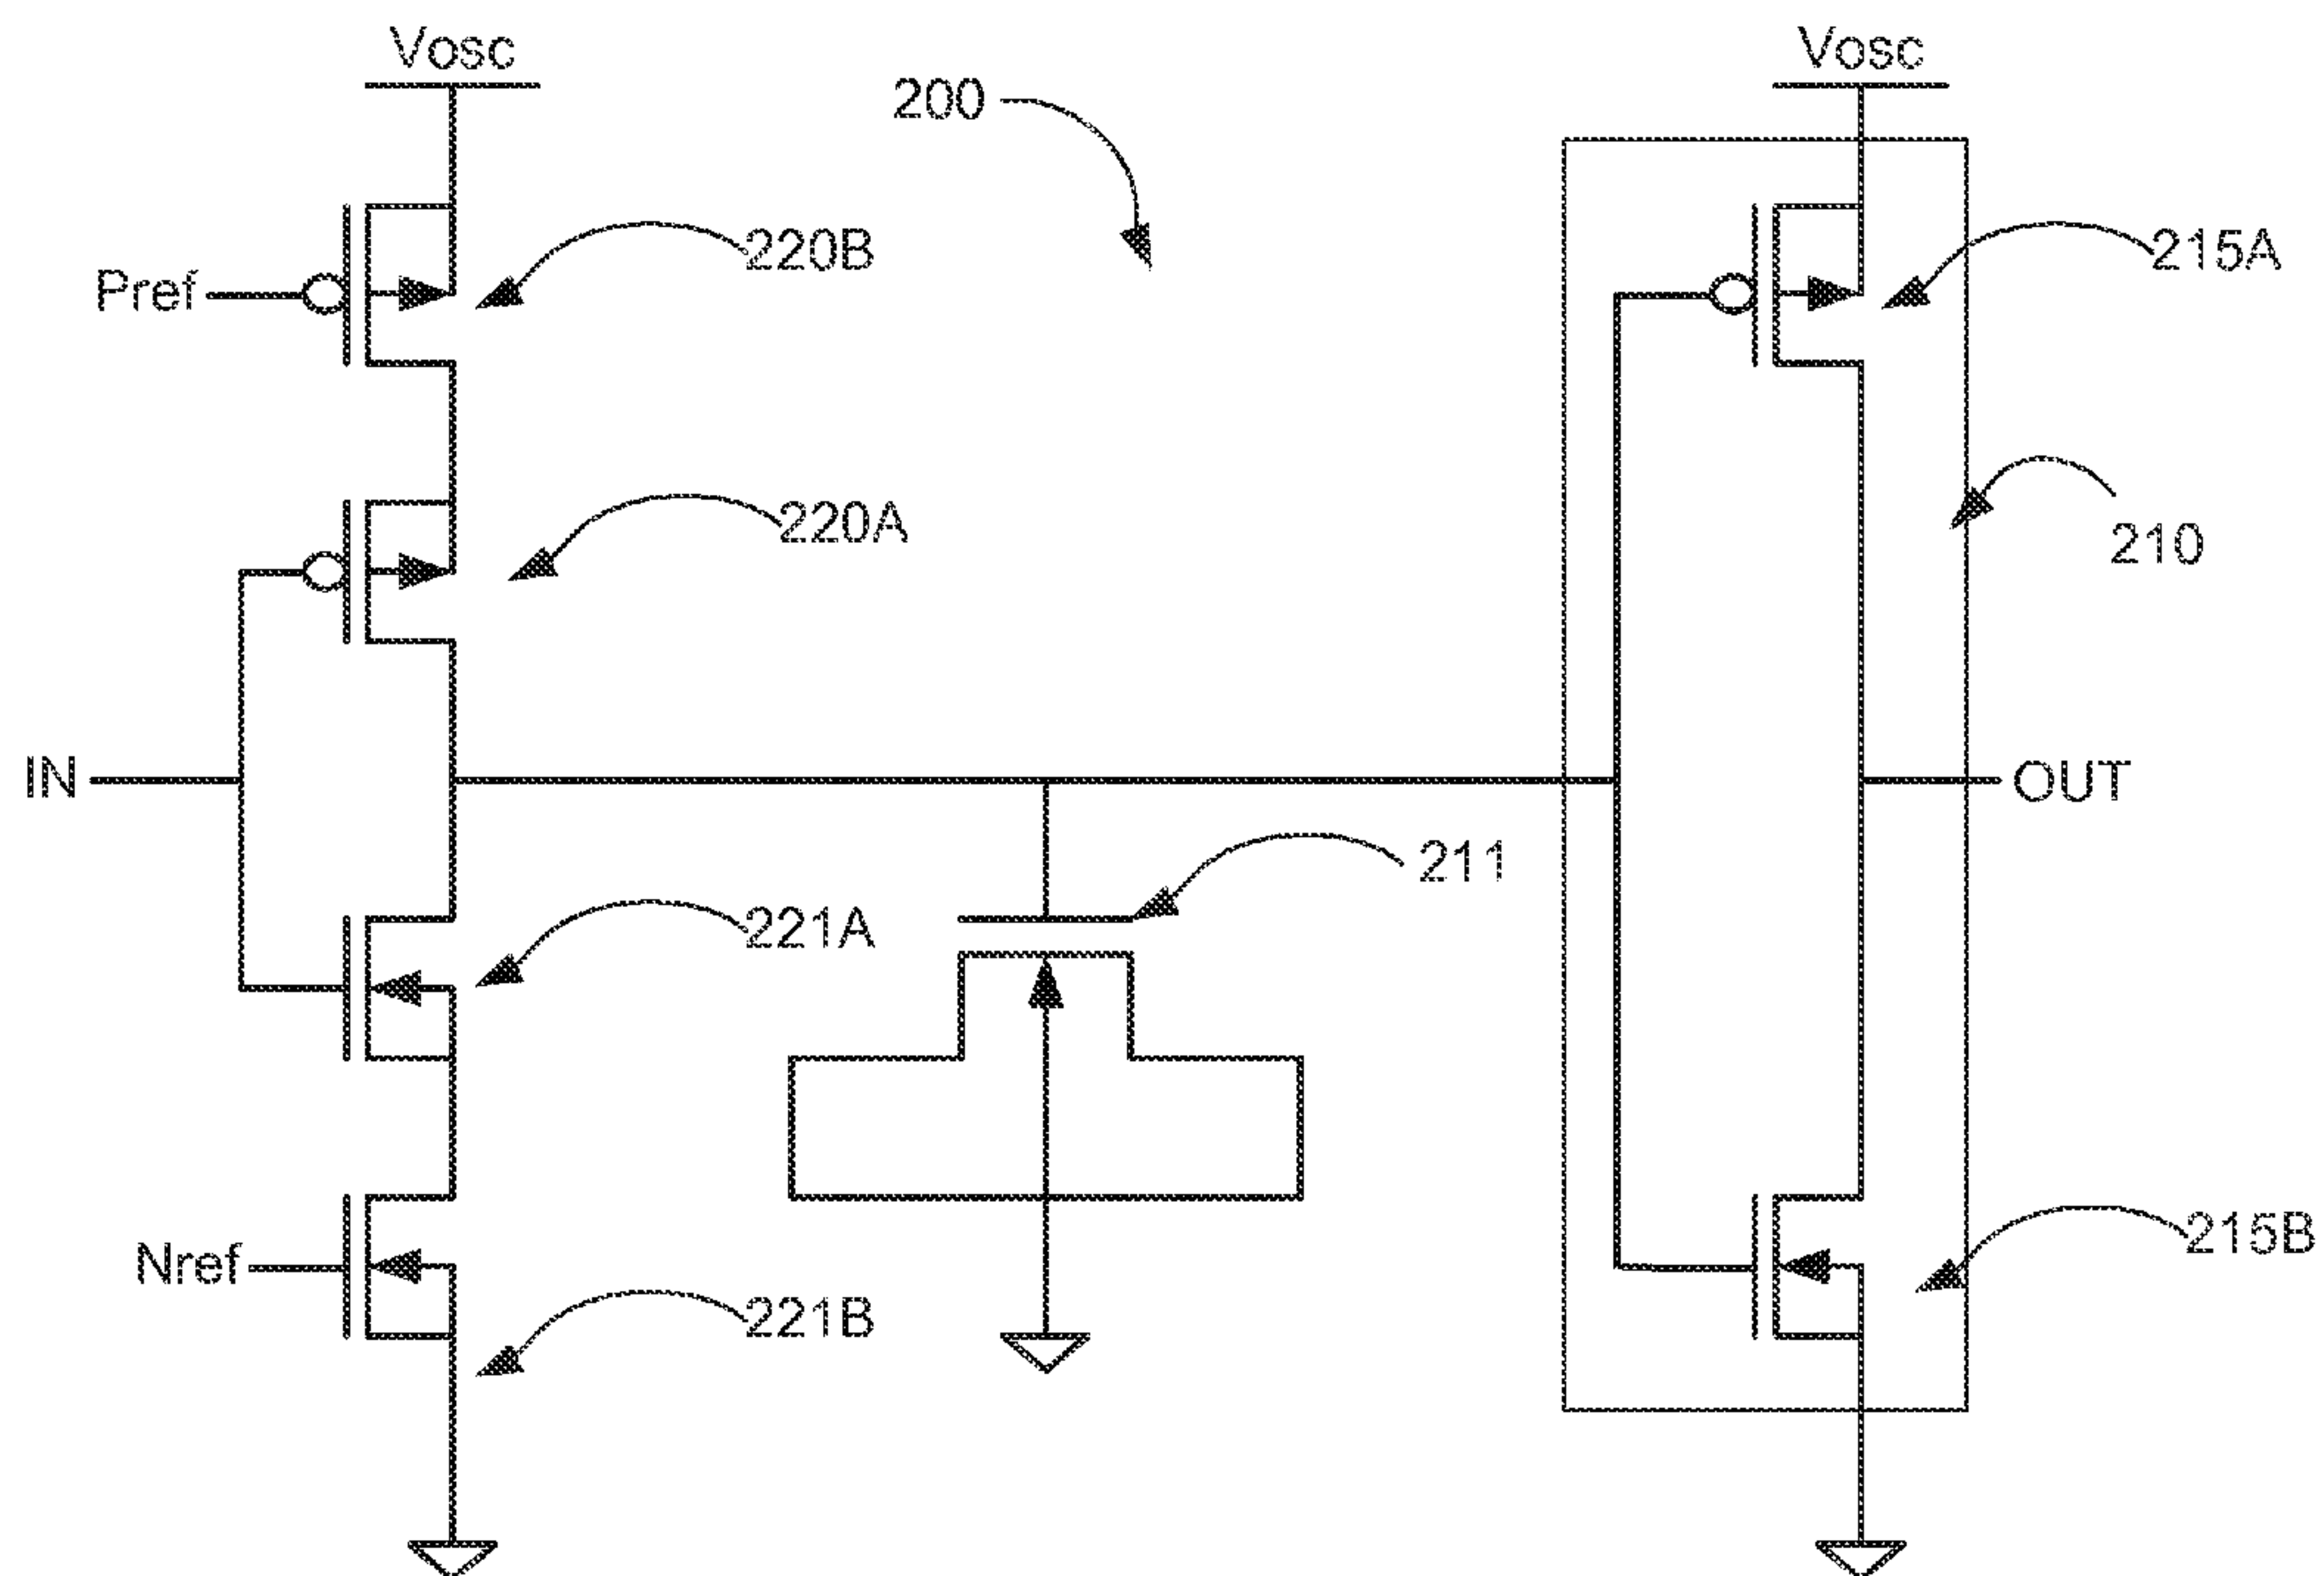 Vosc
Vosc
200
220B
215A
Pref
220A
210
IN
OUT
211
221A
215B
Nref
221B